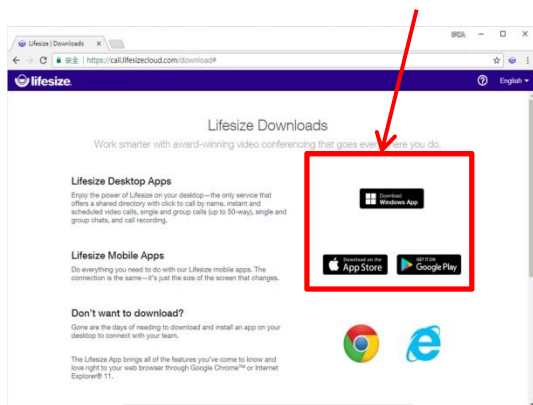 Lifesize | Downloads
安全 | https://call.lifesizecloud.com/download#
lifesize.
English
Lifesize Downloads
Work smarter with award-winning video conferencing that goes everywhere you do.
Lifesize Desktop Apps
Enjoy the power of Lifesize on your desktop—the only service that
offers a shared directory with click to call by name, instant and
scheduled video calls, single and group calls (up to 50-way), single and
group chats, and call recording.
Download
Windows App
Lifesize Mobile Apps
Do everything you need to do with our Lifesize mobile apps. The
connection is the same—it's just the size of the screen that changes.
Download on the
App Store
GET IT ON
Google Play
Don't want to download?
Gone are the days of needing to download and install an app on your
desktop to connect with your team.
The Lifesize App brings all of the features you've come to know and
love right to your web browser through Google Chrome™ or Internet
Explorer® 11.